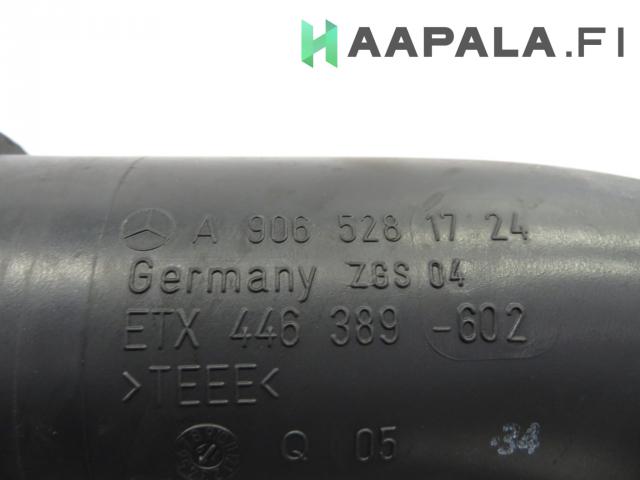 HAAPALA.FI
A 906 528 17 24
Germany ZGS 04
ETX 446 389 -602
>TEEE<
Q 05 34